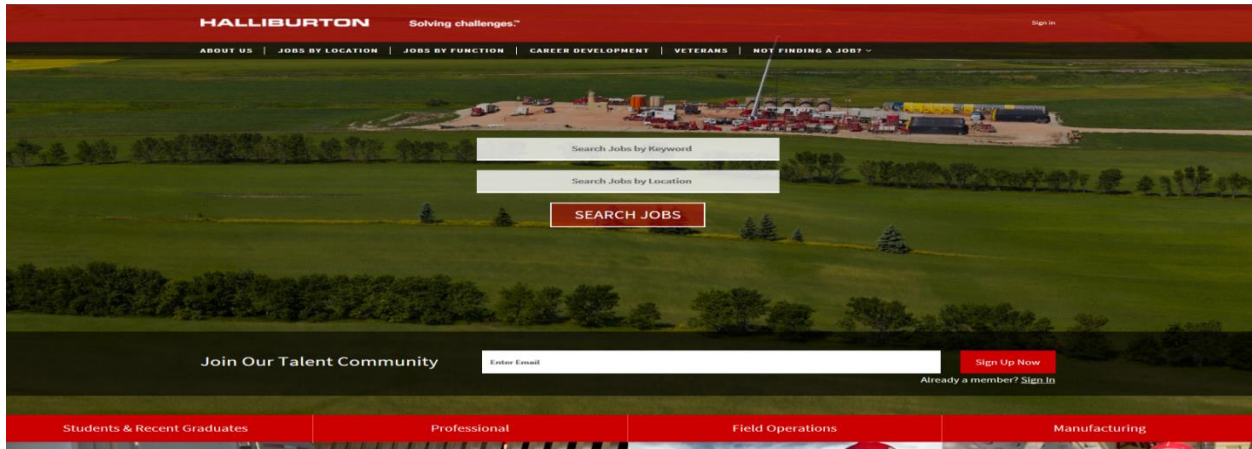 HALLIBURTON Solving challenges.™
Sign in
ABOUT US | JOBS BY LOCATION | JOBS BY FUNCTION | CAREER DEVELOPMENT | VETERANS | NOT FINDING A JOB?
Search Jobs by Keyword
Search Jobs by Location
SEARCH JOBS
Join Our Talent Community
Enter Email
Sign Up Now
Already a member? Sign In
Students & Recent Graduates
Professional
Field Operations
Manufacturing